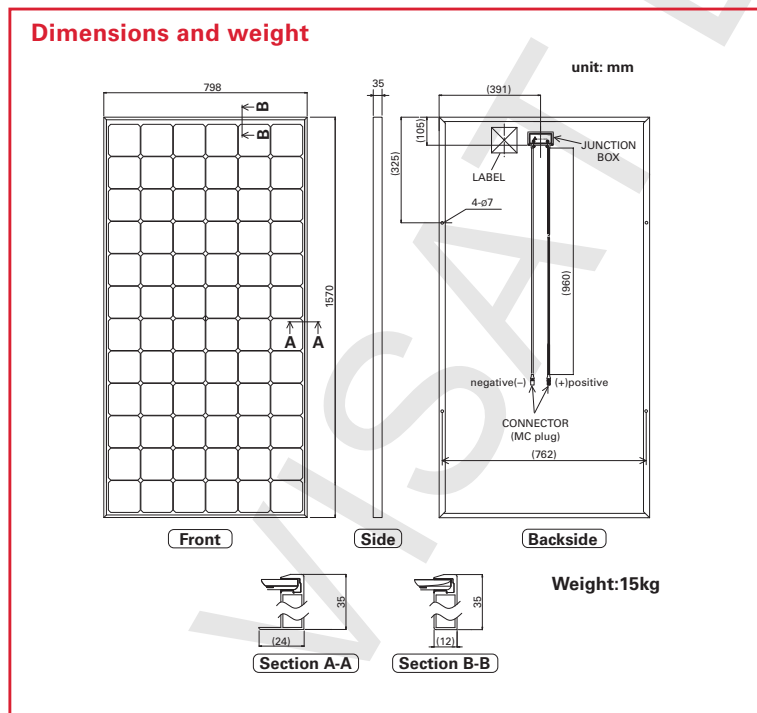 Dimensions and weight
unit: mm
798
35
(391)
B
B
(105)
(325)
JUNCTION
BOX
LABEL
4-ø7
1570
(960)
A
A
negative(−)
(+)positive
CONNECTOR
(MC plug)
(762)
Front
Side
Backside
35
(24)
Section A-A
35
(12)
Section B-B
Weight:15kg
VISAT